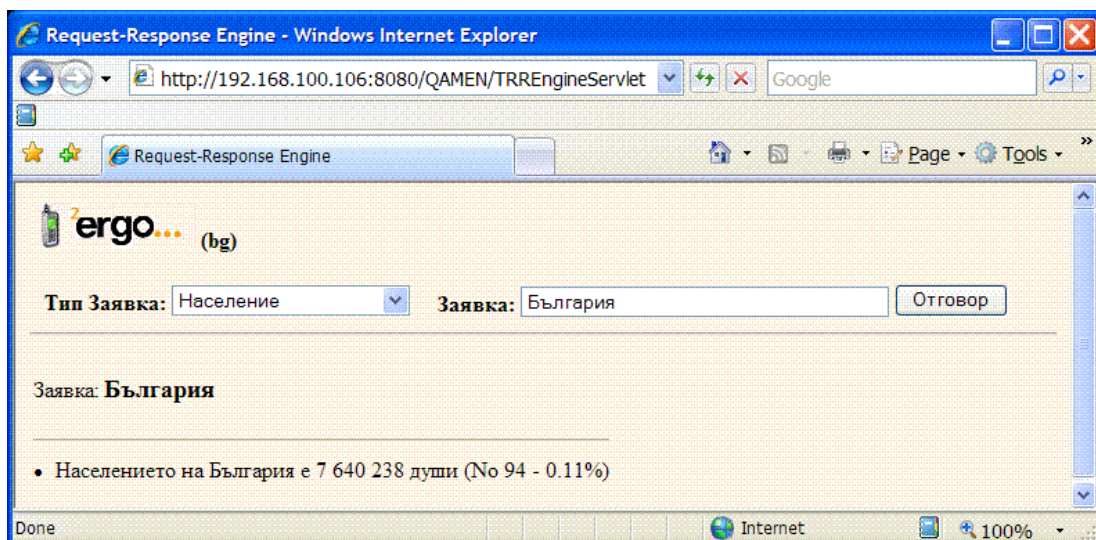 Request-Response Engine - Windows Internet Explorer
http://192.168.100.106:8080/QAMEN/TRREngineServlet Google
Request-Response Engine Page Tools »
2ergo... (bg)
Тип Заявка: Население Заявка: България Отговор
Заявка: България
• Населението на България е 7 640 238 души (No 94 - 0.11%)
Done Internet 100%